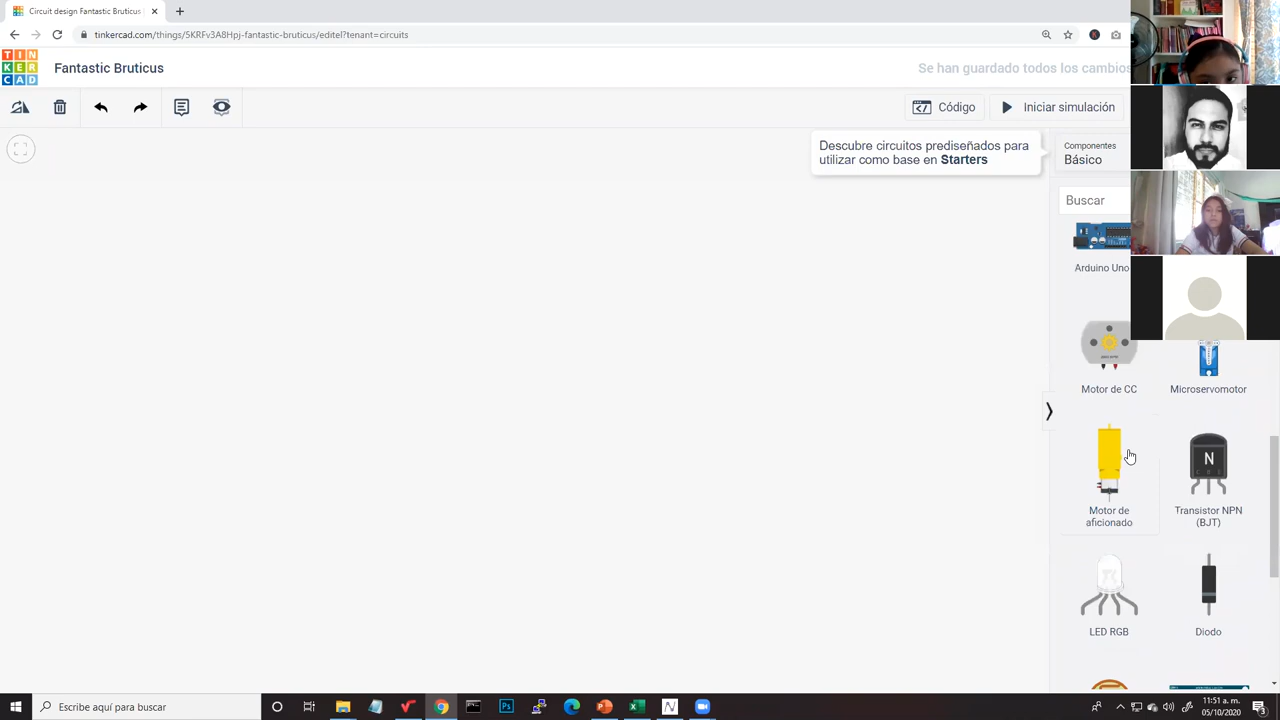 Circuit design Fantastic Bruticus
tinkercad.com/things/5KRFv3A8Hpj-fantastic-bruticus/editel?tenant=circuits
TIN
KER
CAD
Fantastic Bruticus
Se han guardado todos los cambios
Código
Iniciar simulación
Descubre circuitos prediseñados para
utilizar como base en Starters
Componentes
Básico
Buscar
Arduino Uno
Motor de CC
Microservomotor
N
Motor de
aficionado
Transistor NPN
(BJT)
LED RGB
Diodo
Escribe aquí para buscar
11:51 a. m.
05/10/2020